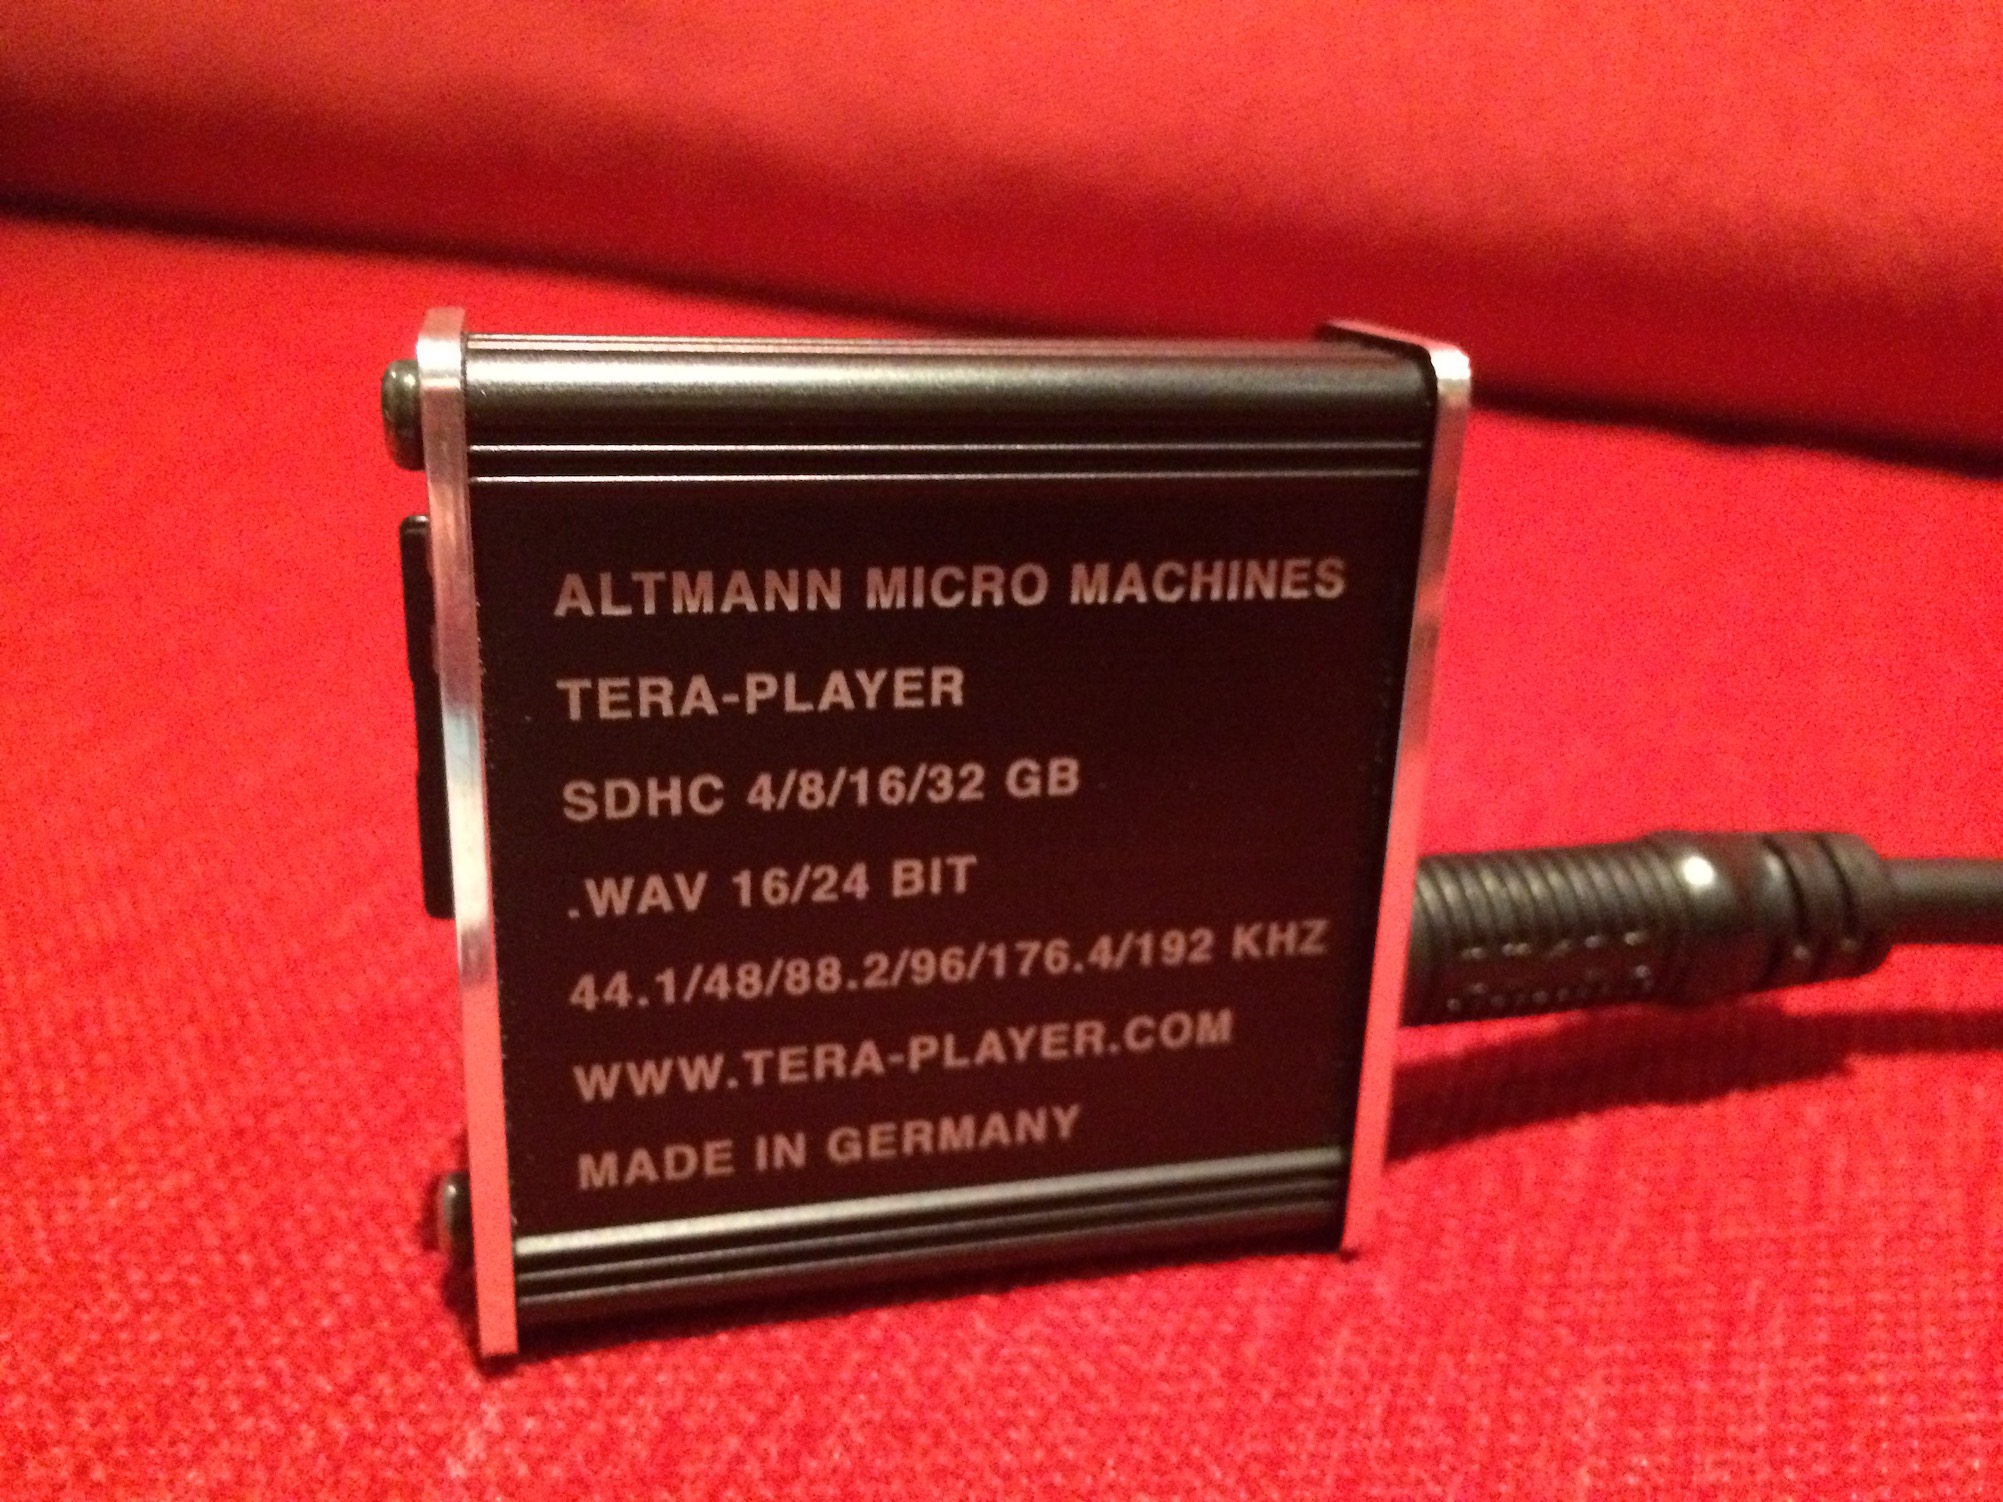 ALTMANN MICRO MACHINES
TERA-PLAYER
SDHC 4/8/16/32 GB
.WAV 16/24 BIT
44.1/48/88.2/96/176.4/192 KHZ
WWW.TERA-PLAYER.COM
MADE IN GERMANY